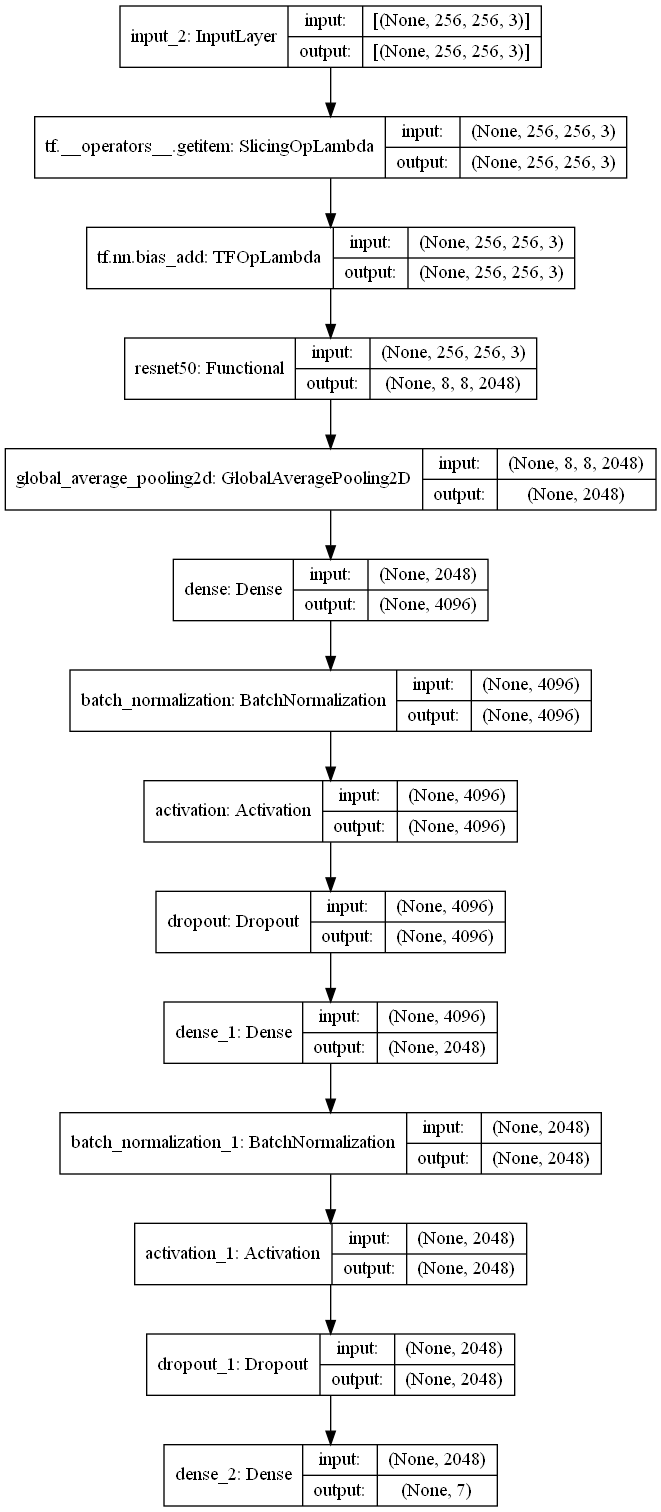 input_2: InputLayer
input: [(None, 256, 256, 3)]
output: [(None, 256, 256, 3)]
tf.__operators__.getitem: SlicingOpLambda
input: (None, 256, 256, 3)
output: (None, 256, 256, 3)
tf.nn.bias_add: TFOpLambda
input: (None, 256, 256, 3)
output: (None, 256, 256, 3)
resnet50: Functional
input: (None, 256, 256, 3)
output: (None, 8, 8, 2048)
global_average_pooling2d: GlobalAveragePooling2D
input: (None, 8, 8, 2048)
output: (None, 2048)
dense: Dense
input: (None, 2048)
output: (None, 4096)
batch_normalization: BatchNormalization
input: (None, 4096)
output: (None, 4096)
activation: Activation
input: (None, 4096)
output: (None, 4096)
dropout: Dropout
input: (None, 4096)
output: (None, 4096)
dense_1: Dense
input: (None, 4096)
output: (None, 2048)
batch_normalization_1: BatchNormalization
input: (None, 2048)
output: (None, 2048)
activation_1: Activation
input: (None, 2048)
output: (None, 2048)
dropout_1: Dropout
input: (None, 2048)
output: (None, 2048)
dense_2: Dense
input: (None, 2048)
output: (None, 7)